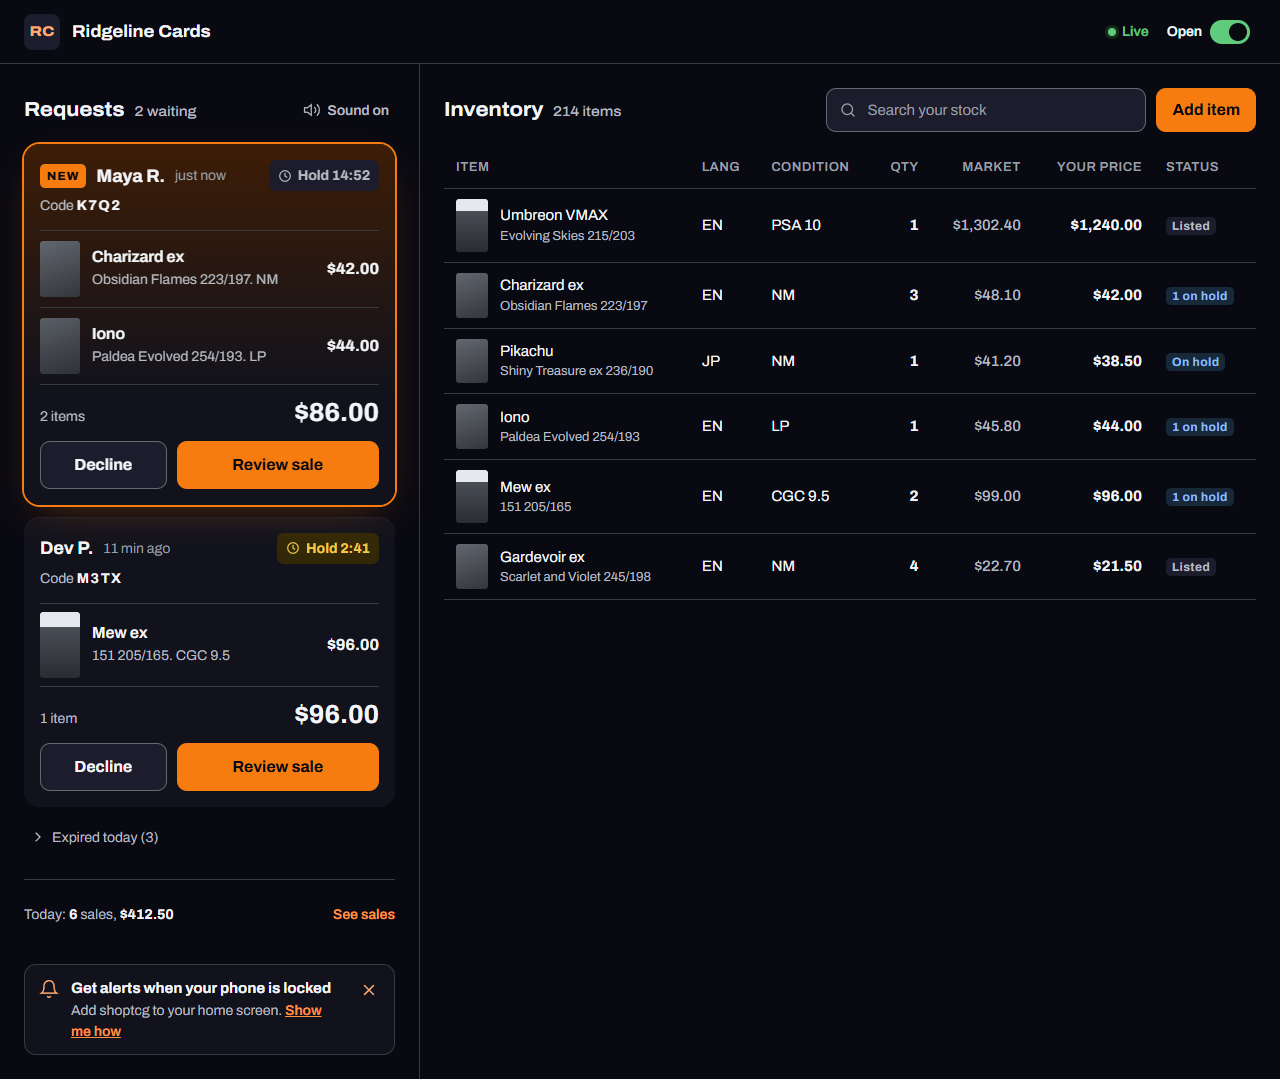 RC Ridgeline Cards
Live Open
Requests 2 waiting Sound on
NEW Maya R. just now Hold 14:52
Code K7Q2
Charizard ex
Obsidian Flames 223/197. NM
$42.00
Iono
Paldea Evolved 254/193. LP
$44.00
2 items $86.00
Decline Review sale
Dev P. 11 min ago Hold 2:41
Code M3TX
Mew ex
151 205/165. CGC 9.5
$96.00
1 item $96.00
Decline Review sale
Expired today (3)
Today: 6 sales, $412.50 See sales
Get alerts when your phone is locked
Add shoptcg to your home screen. Show
me how
Inventory 214 items Search your stock Add item
ITEM LANG CONDITION QTY MARKET YOUR PRICE STATUS
Umbreon VMAX
Evolving Skies 215/203
EN PSA 10 1 $1,302.40 $1,240.00 Listed
Charizard ex
Obsidian Flames 223/197
EN NM 3 $48.10 $42.00 1 on hold
Pikachu
Shiny Treasure ex 236/190
JP NM 1 $41.20 $38.50 On hold
Iono
Paldea Evolved 254/193
EN LP 1 $45.80 $44.00 1 on hold
Mew ex
151 205/165
EN CGC 9.5 2 $99.00 $96.00 1 on hold
Gardevoir ex
Scarlet and Violet 245/198
EN NM 4 $22.70 $21.50 Listed